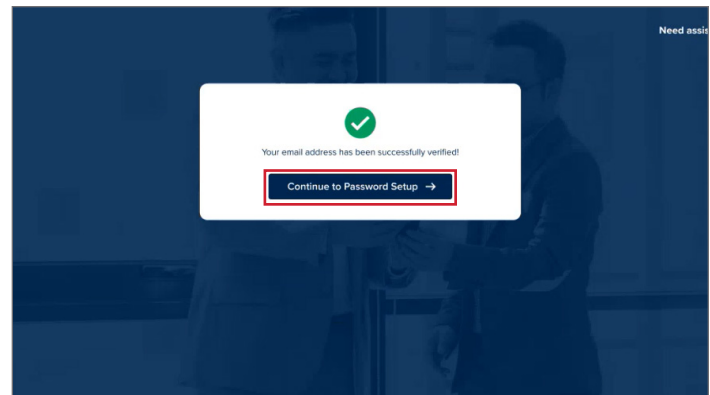 Need assis
Your email address has been successfully verified!
Continue to Password Setup →